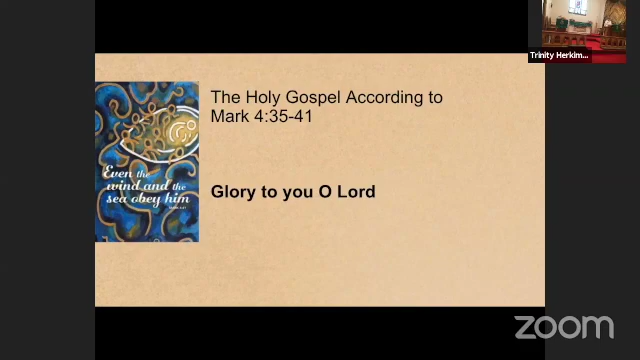 Trinity Herkim...
The Holy Gospel According to
Mark 4:35-41
Even the
wind and the
sea obey him
Glory to you O Lord
zoom